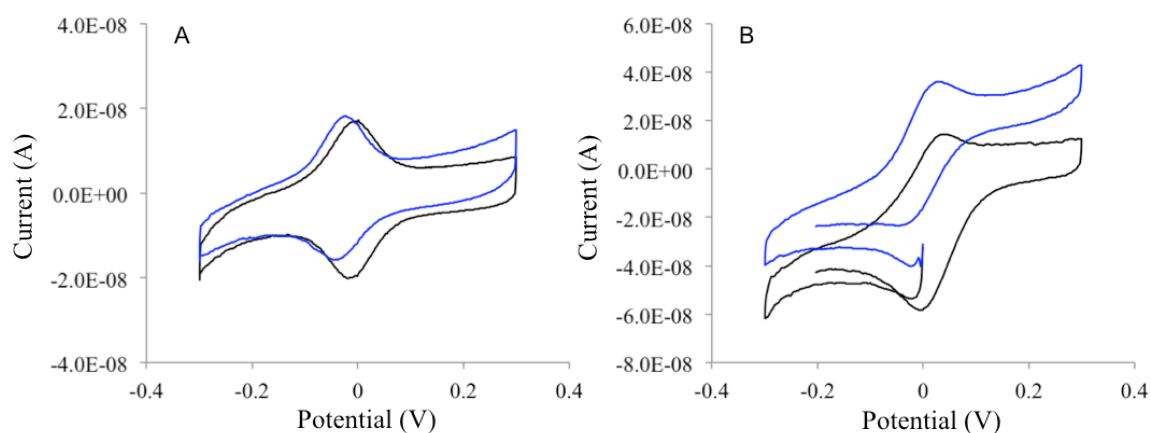 A
4.0E-08
2.0E-08
0.0E+00
-2.0E-08
-4.0E-08
-0.4
-0.2
0
0.2
0.4
Current (A)
Potential (V)
B
6.0E-08
4.0E-08
2.0E-08
0.0E+00
-2.0E-08
-4.0E-08
-6.0E-08
-8.0E-08
-0.4
-0.2
0
0.2
0.4
Current (A)
Potential (V)